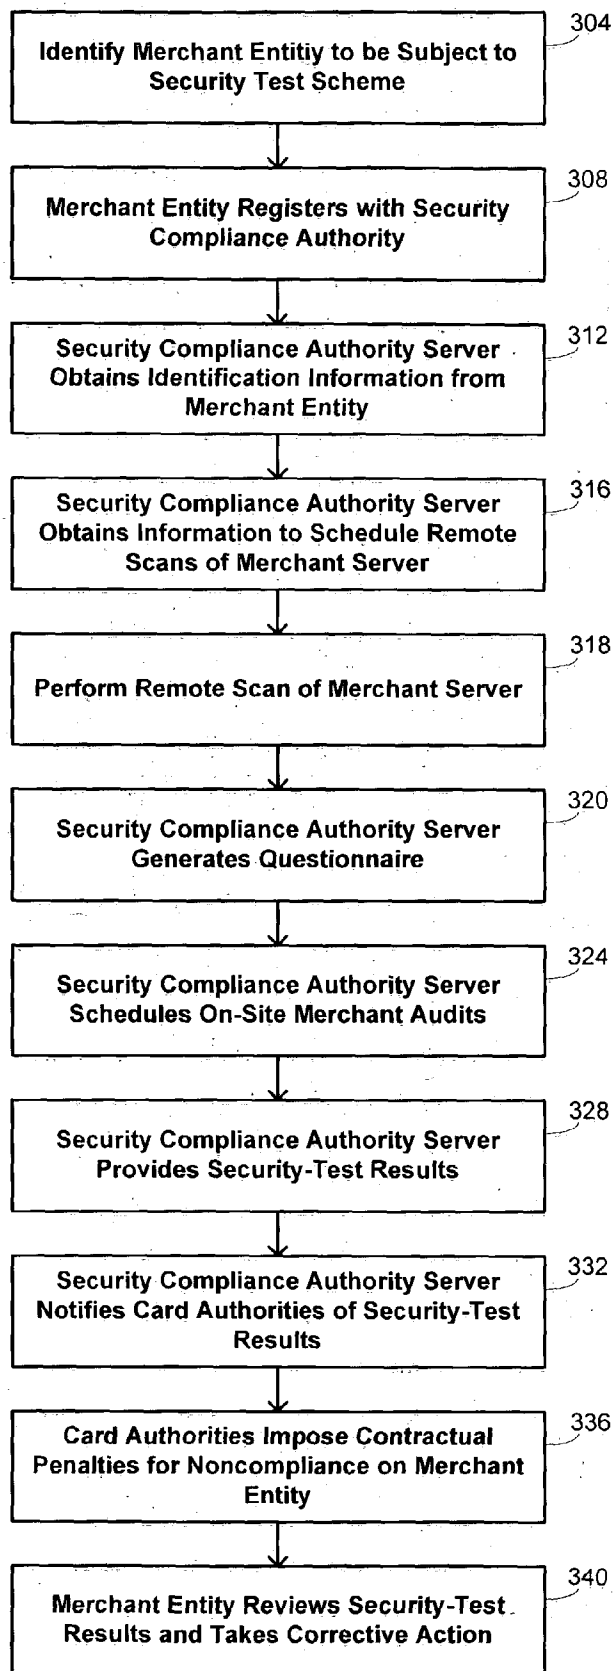 304
Identify Merchant Entitiy to be Subject to
Security Test Scheme
308
Merchant Entity Registers with Security
Compliance Authority
312
Security Compliance Authority Server
Obtains Identification Information from
Merchant Entity
316
Security Compliance Authority Server
Obtains Information to Schedule Remote
Scans of Merchant Server
318
Perform Remote Scan of Merchant Server
320
Security Compliance Authority Server
Generates Questionnaire
324
Security Compliance Authority Server
Schedules On-Site Merchant Audits
328
Security Compliance Authority Server
Provides Security-Test Results
332
Security Compliance Authority Server
Notifies Card Authorities of Security-Test
Results
336
Card Authorities Impose Contractual
Penalties for Noncompliance on Merchant
Entity
340
Merchant Entity Reviews Security-Test
Results and Takes Corrective Action